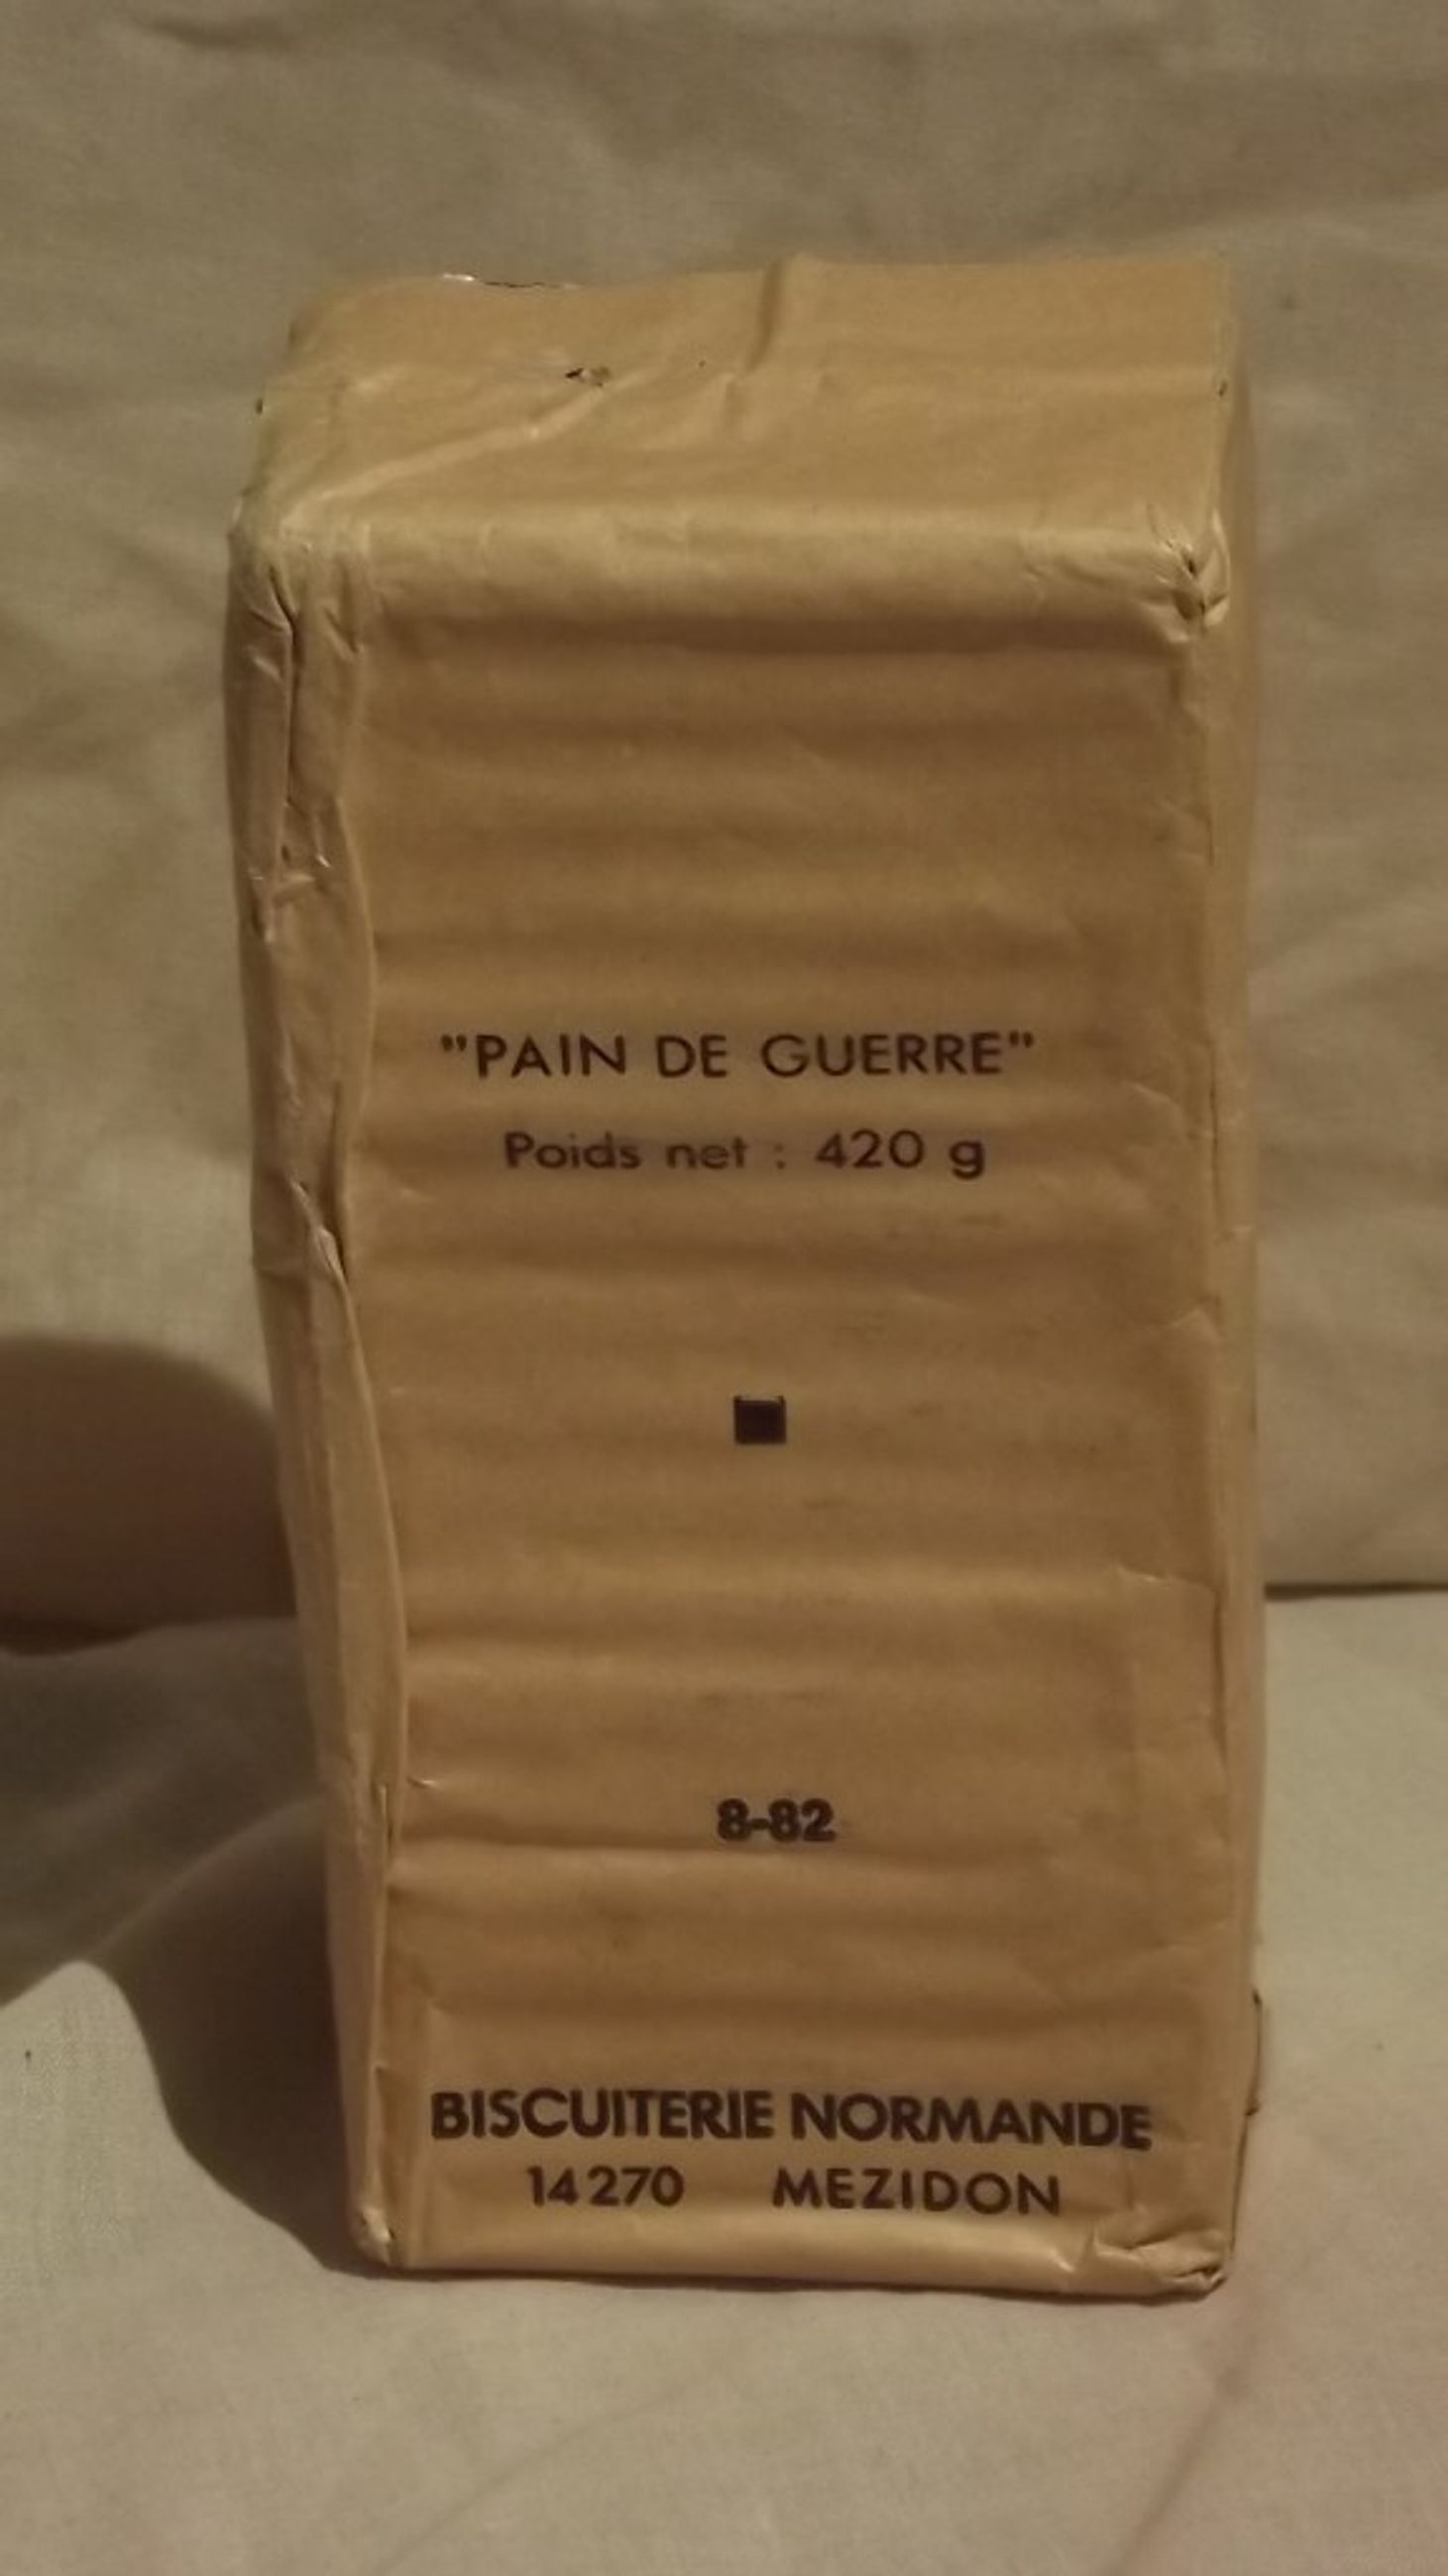 "PAIN DE GUERRE"
Poids net : 420 g
8-82
BISCUITERIE NORMANDE
14270 MEZIDON